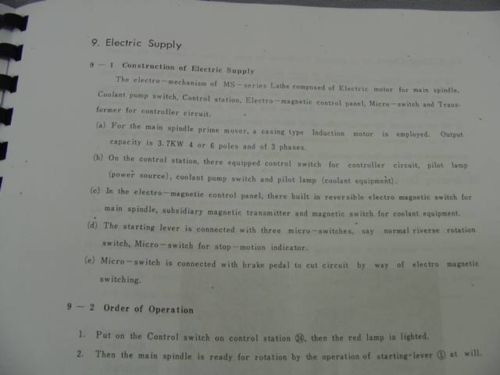 9. Electric Supply
9 — 1 Construction of Electric Supply
The electro—mechanism of MS—series Lathe composed of Electric motor for main spindle,
Coolant pump switch, Control station, Electro—magnetic control panel, Micro—switch and Trans-
former for controller circuit.
(a) For the main spindle prime mover, a casing type Induction motor is employed. Output
capacity is 3.7KW 4 or 6 poles and of 3 phases.
(b) On the control station, there equipped control switch for controller circuit, pilot lamp
(power source), coolant pump switch and pilot lamp (coolant equipment).
(c) In the electro—magnetic control panel, there built in reversible electro magnetic switch for
main spindle, subsidiary magnetic transmitter and magnetic switch for coolant equipment.
(d) The starting lever is connected with three micro—switches, say normal riverse rotation
switch, Micro—switch for stop—motion indicator.
(e) Micro—switch is connected with brake pedal to cut circuit by way of electro magnetic
switching.
9 — 2 Order of Operation
1. Put on the Control switch on control station, then the red lamp is lighted.
2. Then the main spindle is ready for rotation by the operation of starting-lever at will.